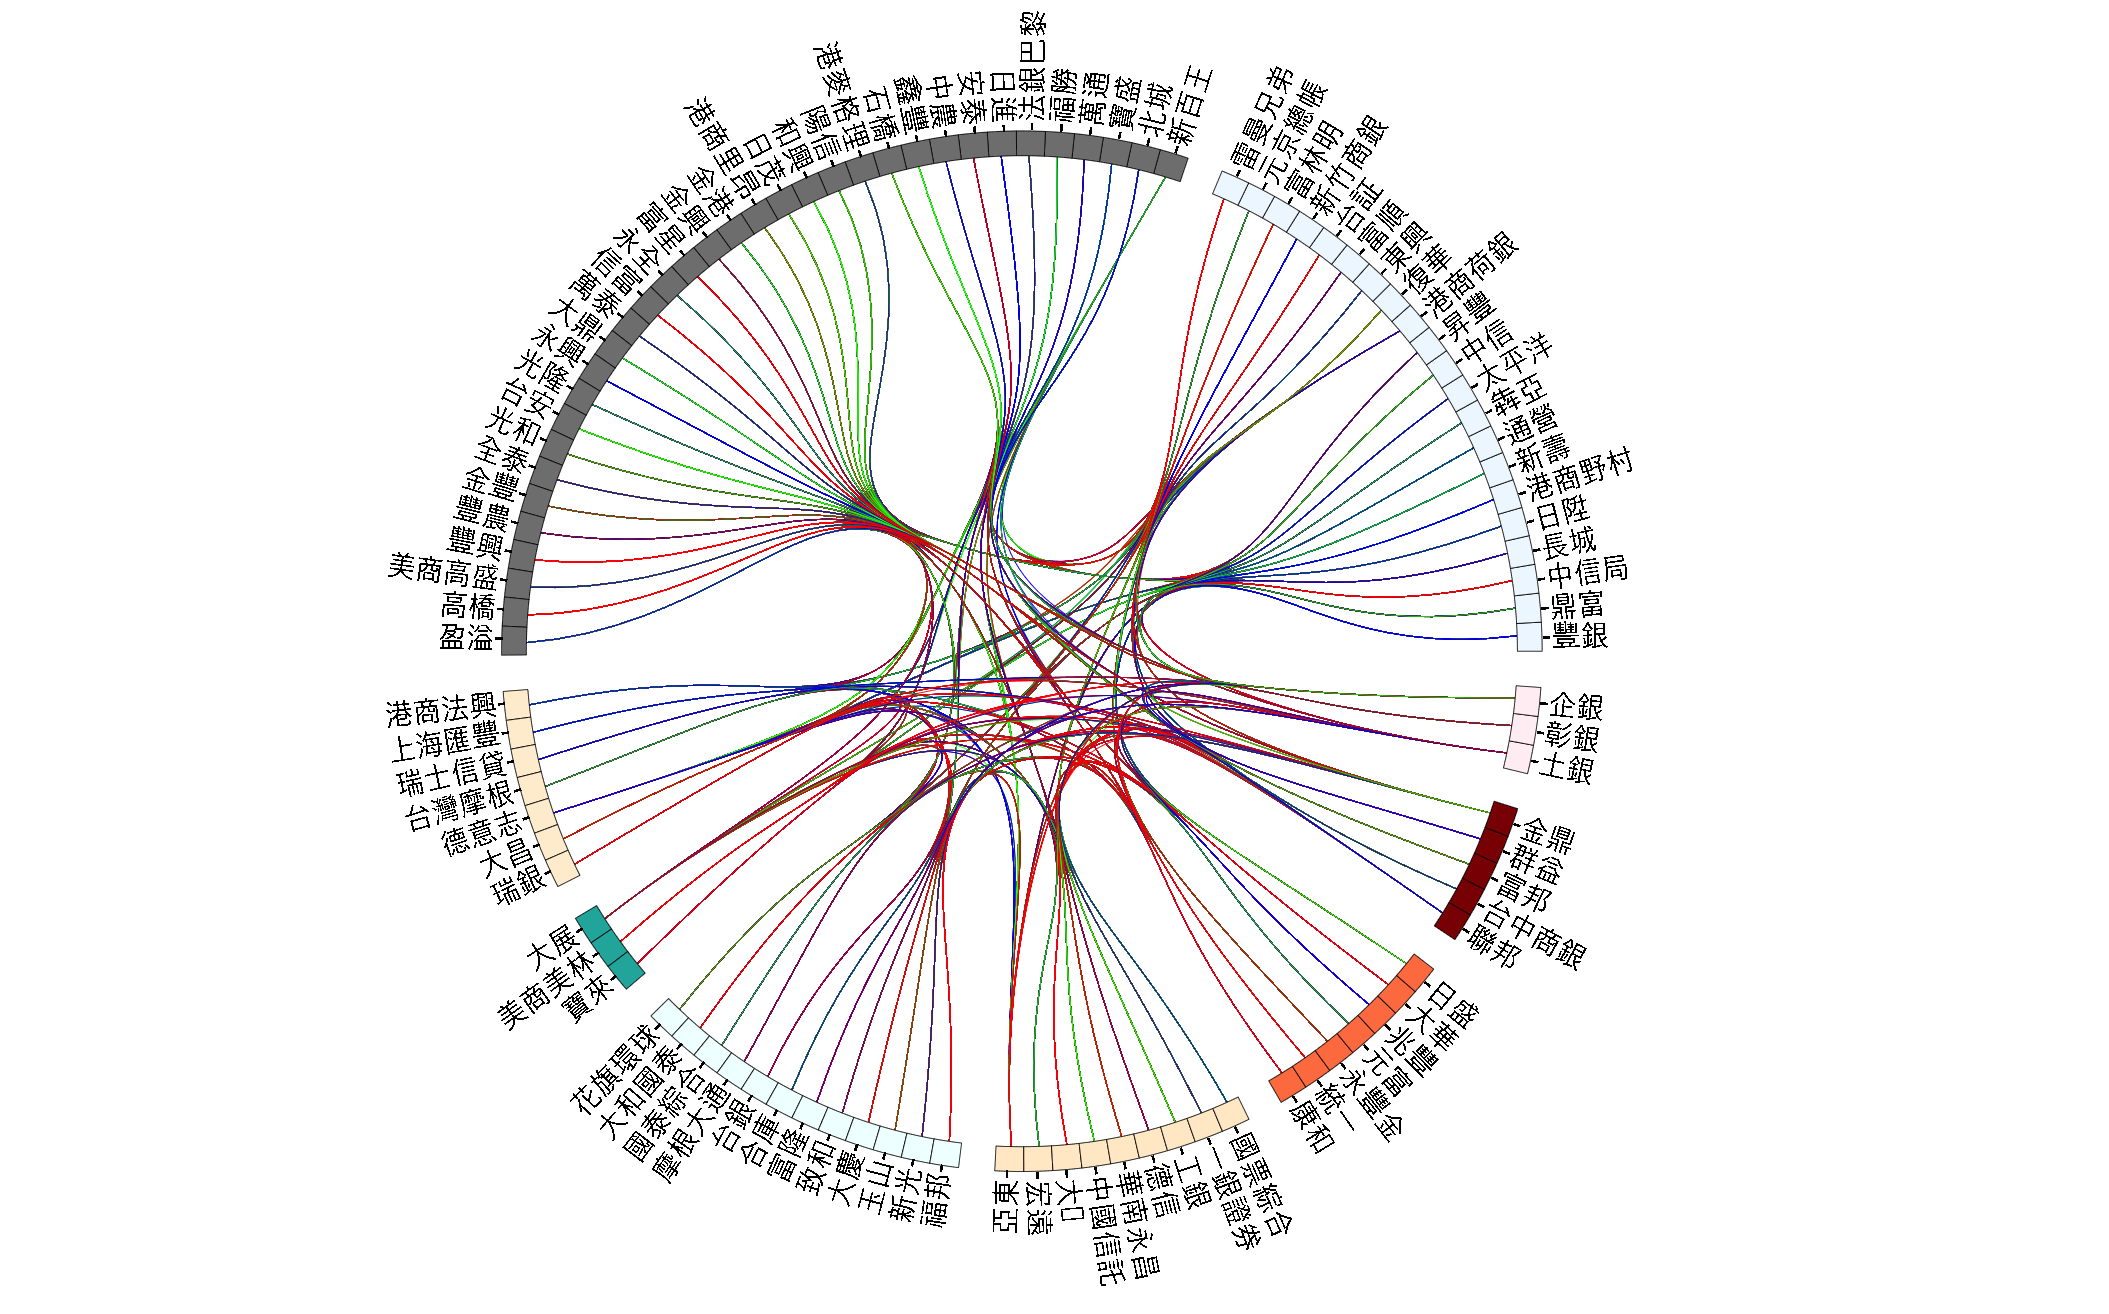 新百王
北城
寶盛
萬通
福勝
法銀巴黎
遠日
安泰
中農
鑫豐
石橋
港麥格理
陽信
和興
日茂
港商里昂
金港
金興
富星
永全
信富
萬泰
大鼎
永興
光隆
台安
光和
全泰
金豐
豐農
豐興
美商高盛
高橋
盈溢
港商法興
上海匯豐
瑞士信貸
台灣摩根
德意志
大昌
瑞銀
大展
美商美林
寶來
花旗環球
大和國泰
國泰綜合
摩根大通
台銀
合庫
富隆
致和
大慶
玉山
新光
福邦
亞東
宏遠
大口
中國信託
華南永昌
德信
工銀
一銀證券
國票綜合
康和
統一
永豐金
元富
兆豐
大華
日盛
聯邦
台中商銀
富邦
群益
金鼎
土銀
彰銀
企銀
豐銀
鼎富
中信局
長城
日陞
港商野村
新壽
通營
犇亞
太平洋
中信
昇豐
港商荷銀
復華
東興
富順
台証
新竹商銀
富林明
元京總帳
雷曼兄弟